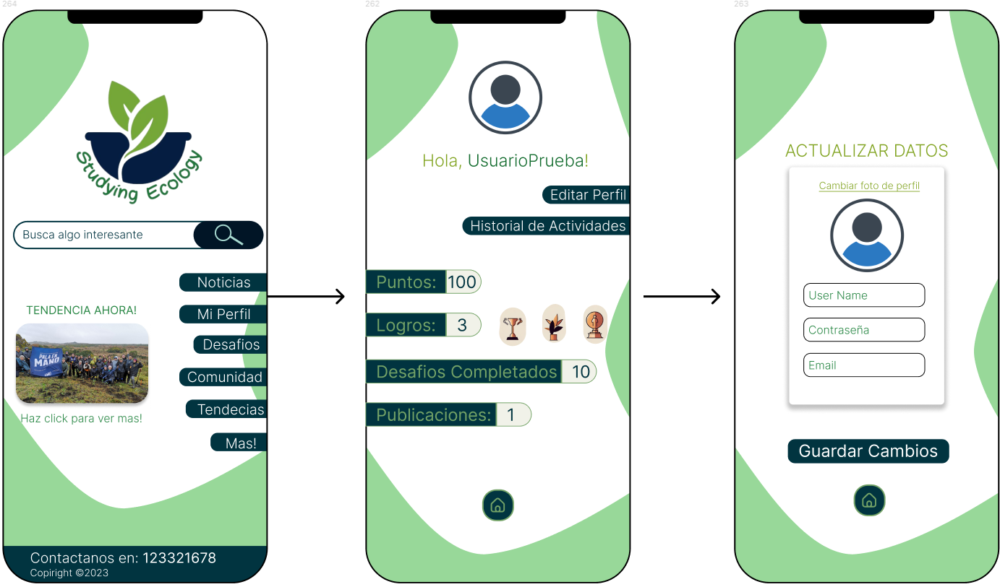 264
Studying Ecology
Busca algo interesante
Noticias
TENDENCIA AHORA!
Mi Perfil
PALA EN
MANO
Desafios
Comunidad
Tendecias
Haz click para ver mas!
Mas!
Contactanos en: 123321678
Copiright ©2023
262
Hola, UsuarioPrueba!
Editar Perfil
Historial de Actividades
Puntos: 100
Logros: 3
Desafios Completados 10
Publicaciones: 1
263
ACTUALIZAR DATOS
Cambiar foto de perfil
User Name
Contraseña
Email
Guardar Cambios